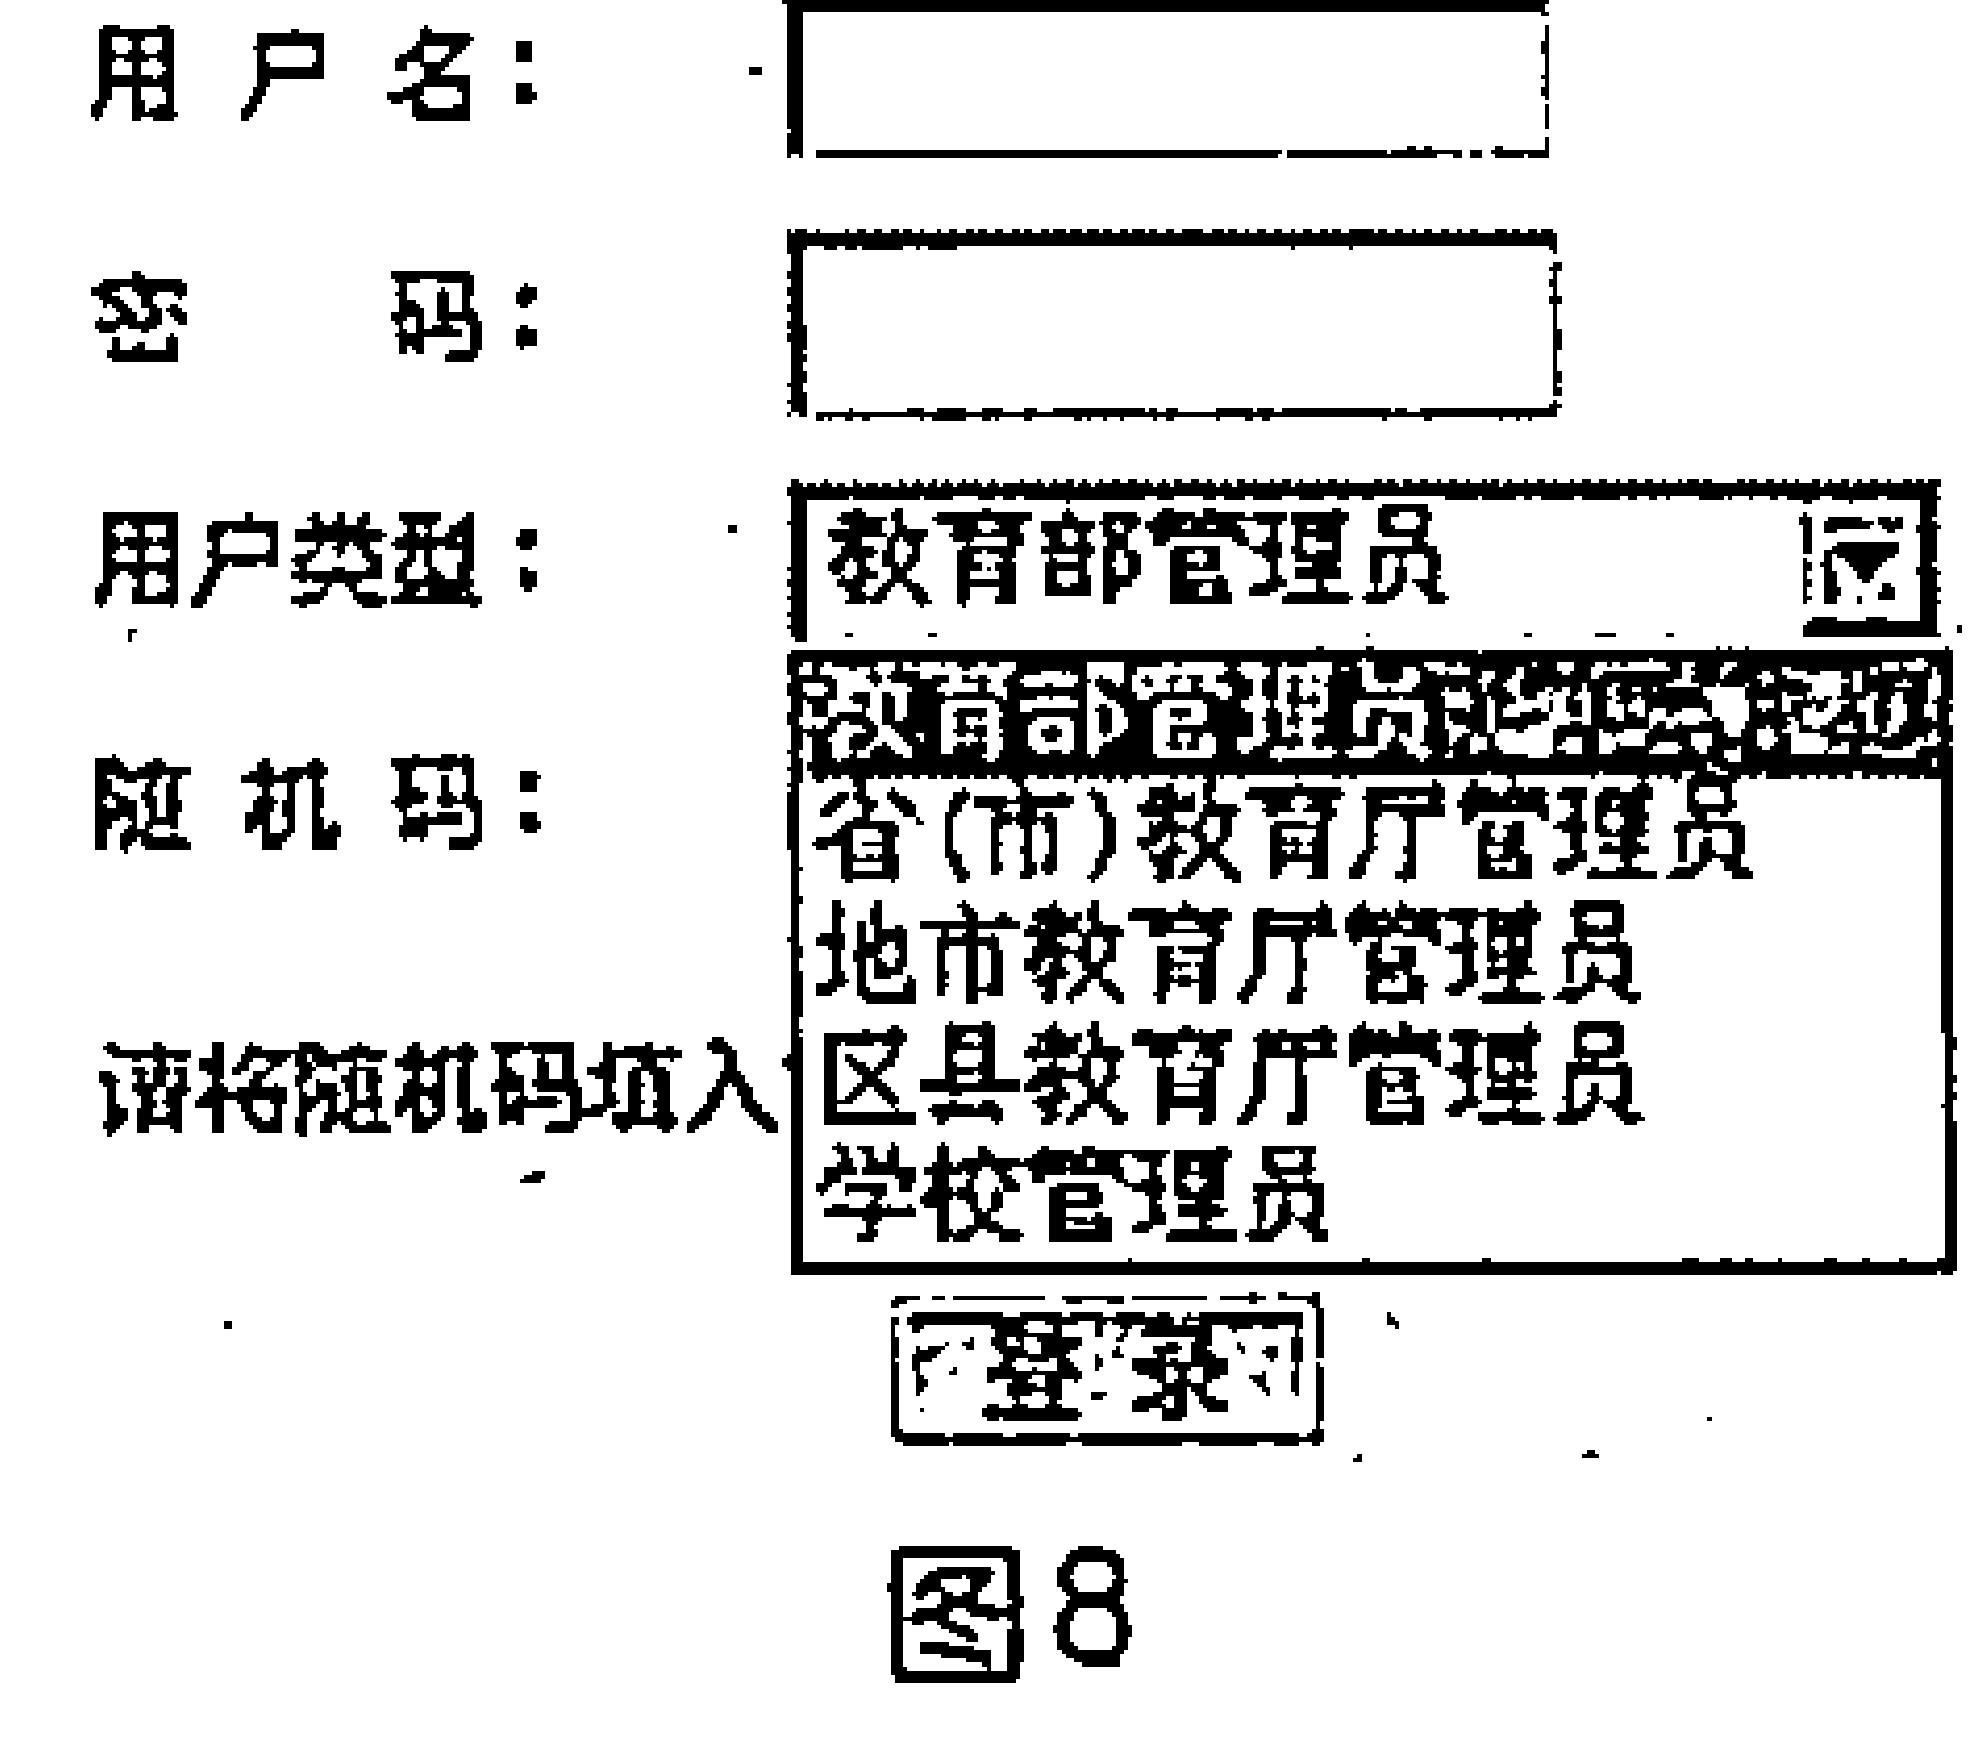 用户名：
密码：
用户类型： 教育部管理员
教育部管理员
随机码：
省(市)教育厅管理员
地市教育厅管理员
请将随机码填入
区县教育厅管理员
学校管理员
登录
图8